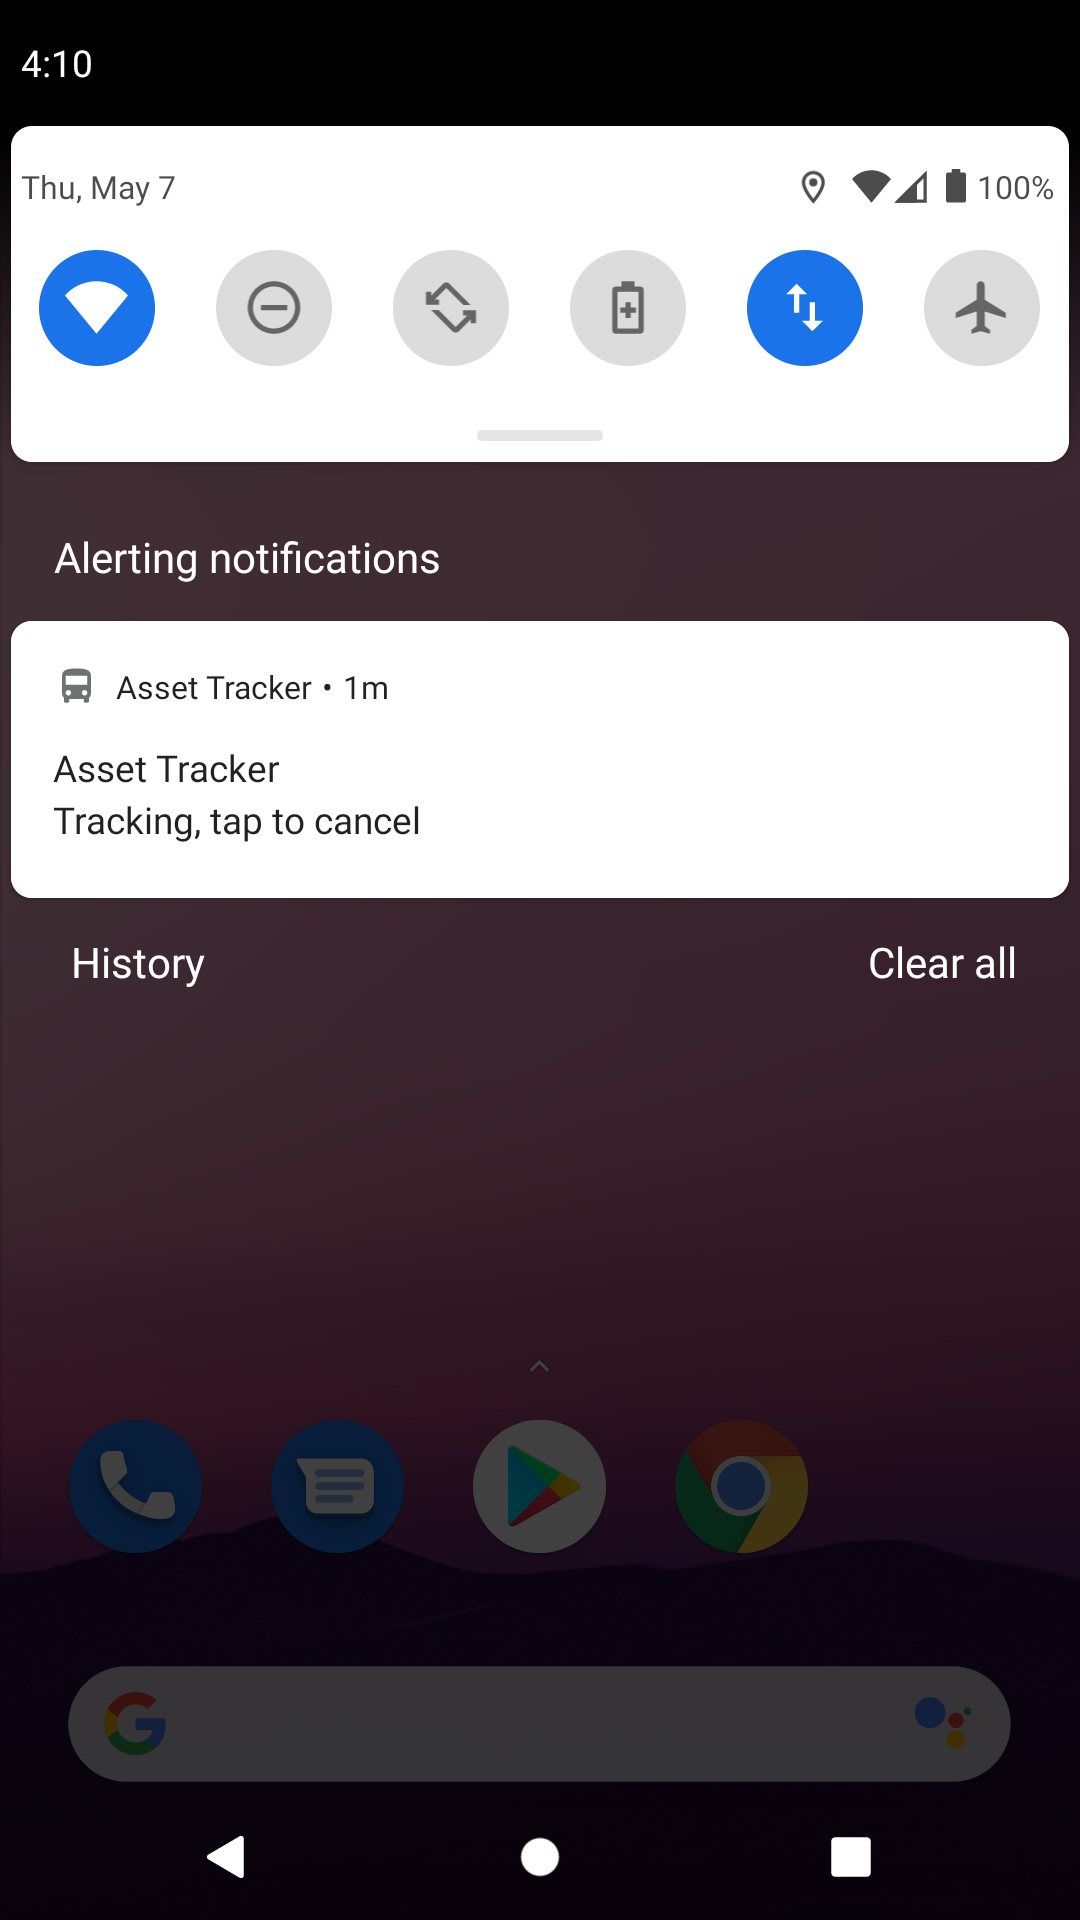 4:10
Thu, May 7
100%
Alerting notifications
Asset Tracker • 1m
Asset Tracker
Tracking, tap to cancel
History
Clear all